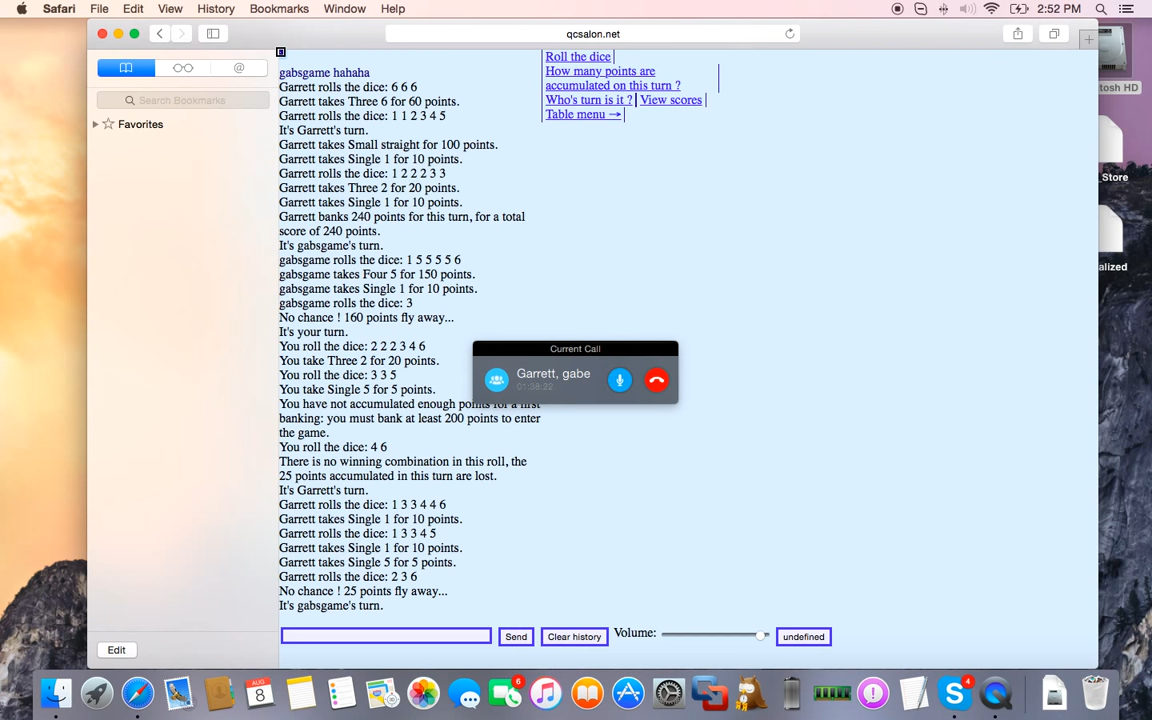 Safari File Edit View History Bookmarks Window Help 2:52 PM
qcsalon.net
Search Bookmarks
Favorites
gabsgame hahaha
Garrett rolls the dice: 6 6 6
Garrett takes Three 6 for 60 points.
Garrett rolls the dice: 1 1 2 3 4 5
It's Garrett's turn.
Garrett takes Small straight for 100 points.
Garrett takes Single 1 for 10 points.
Garrett rolls the dice: 1 2 2 2 3 3
Garrett takes Three 2 for 20 points.
Garrett takes Single 1 for 10 points.
Garrett banks 240 points for this turn, for a total
score of 240 points.
It's gabsgame's turn.
gabsgame rolls the dice: 1 5 5 5 5 6
gabsgame takes Four 5 for 150 points.
gabsgame takes Single 1 for 10 points.
gabsgame rolls the dice: 3
No chance ! 160 points fly away...
It's your turn.
You roll the dice: 2 2 2 3 4 6
You take Three 2 for 20 points.
You roll the dice: 3 3 5
You take Single 5 for 5 points.
You have not accumulated enough points for a first
banking: you must bank at least 200 points to enter
the game.
You roll the dice: 4 6
There is no winning combination in this roll, the
25 points accumulated in this turn are lost.
It's Garrett's turn.
Garrett rolls the dice: 1 3 3 4 4 6
Garrett takes Single 1 for 10 points.
Garrett rolls the dice: 1 3 3 4 5
Garrett takes Single 1 for 10 points.
Garrett takes Single 5 for 5 points.
Garrett rolls the dice: 2 3 6
No chance ! 25 points fly away...
It's gabsgame's turn.
Roll the dice
How many points are
accumulated on this turn ?
Who's turn is it ? View scores
Table menu →
Current Call
Garrett, gabe
01:38:22
Send Clear history Volume: undefined
Edit
tosh HD
Store
alized
AUG
8
6
4